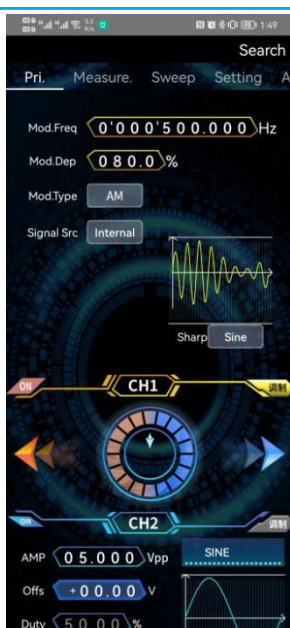 1:49
Search
Pri. Measure. Sweep Setting A
Mod.Freq 0'000'500.000 Hz
Mod.Dep 080.0 %
Mod.Type AM
Signal Src Internal
Sharp Sine
ON CH1 调制
ON CH2 调制
AMP 05.000 Vpp SINE
Offs +00.00 V
Duty 50.00 %